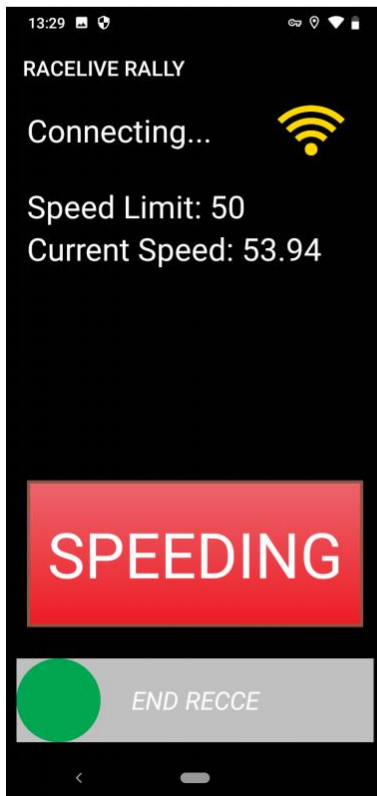 13:29
RACELIVE RALLY
Connecting...
Speed Limit: 50
Current Speed: 53.94
SPEEDING
END RECCE